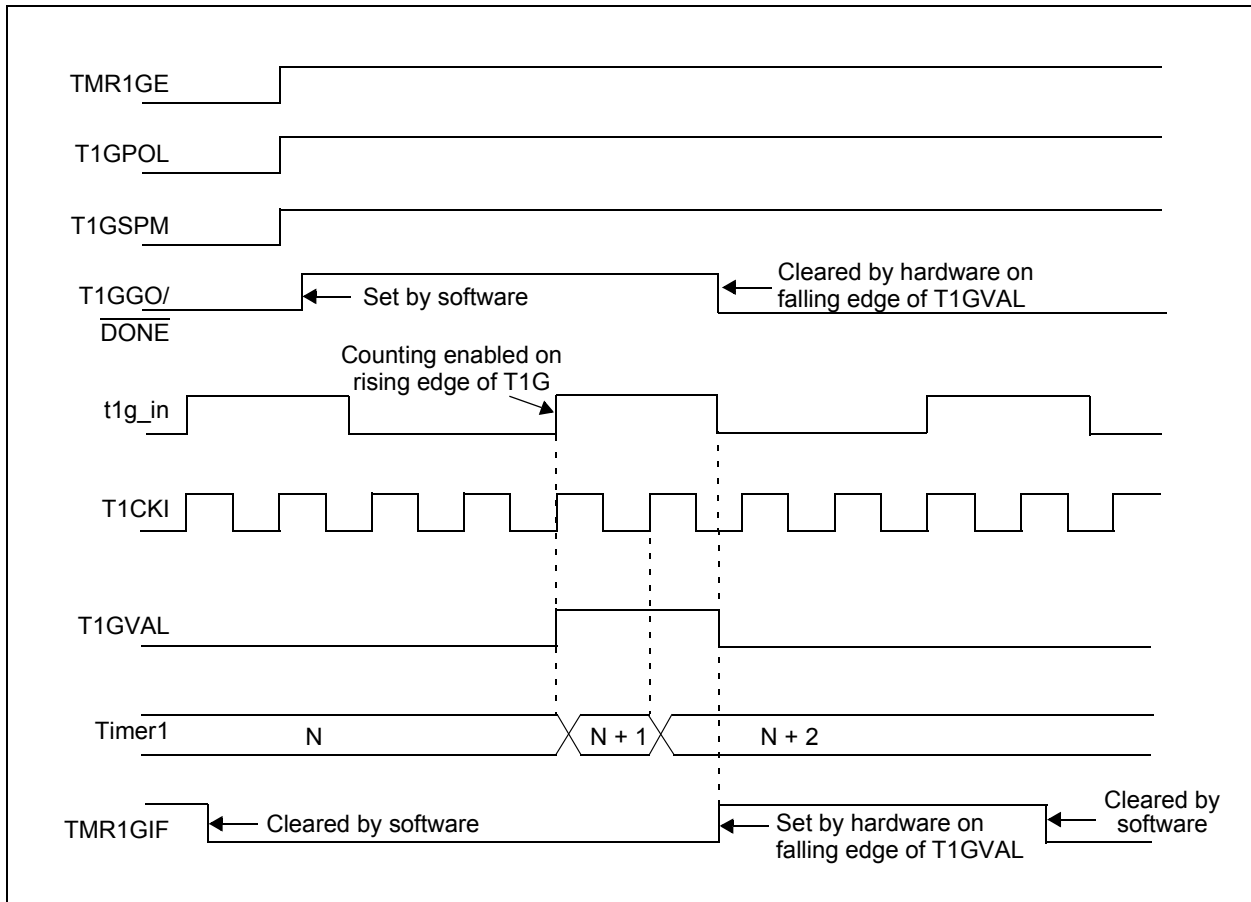 TMR1GE
T1GPOL
T1GSPM
T1GGO/
DONE
Set by software
Cleared by hardware on
falling edge of T1GVAL
Counting enabled on
rising edge of T1G
t1g_in
T1CKI
T1GVAL
Timer1
N
N + 1
N + 2
TMR1GIF
Cleared by software
Set by hardware on
falling edge of T1GVAL
Cleared by
software